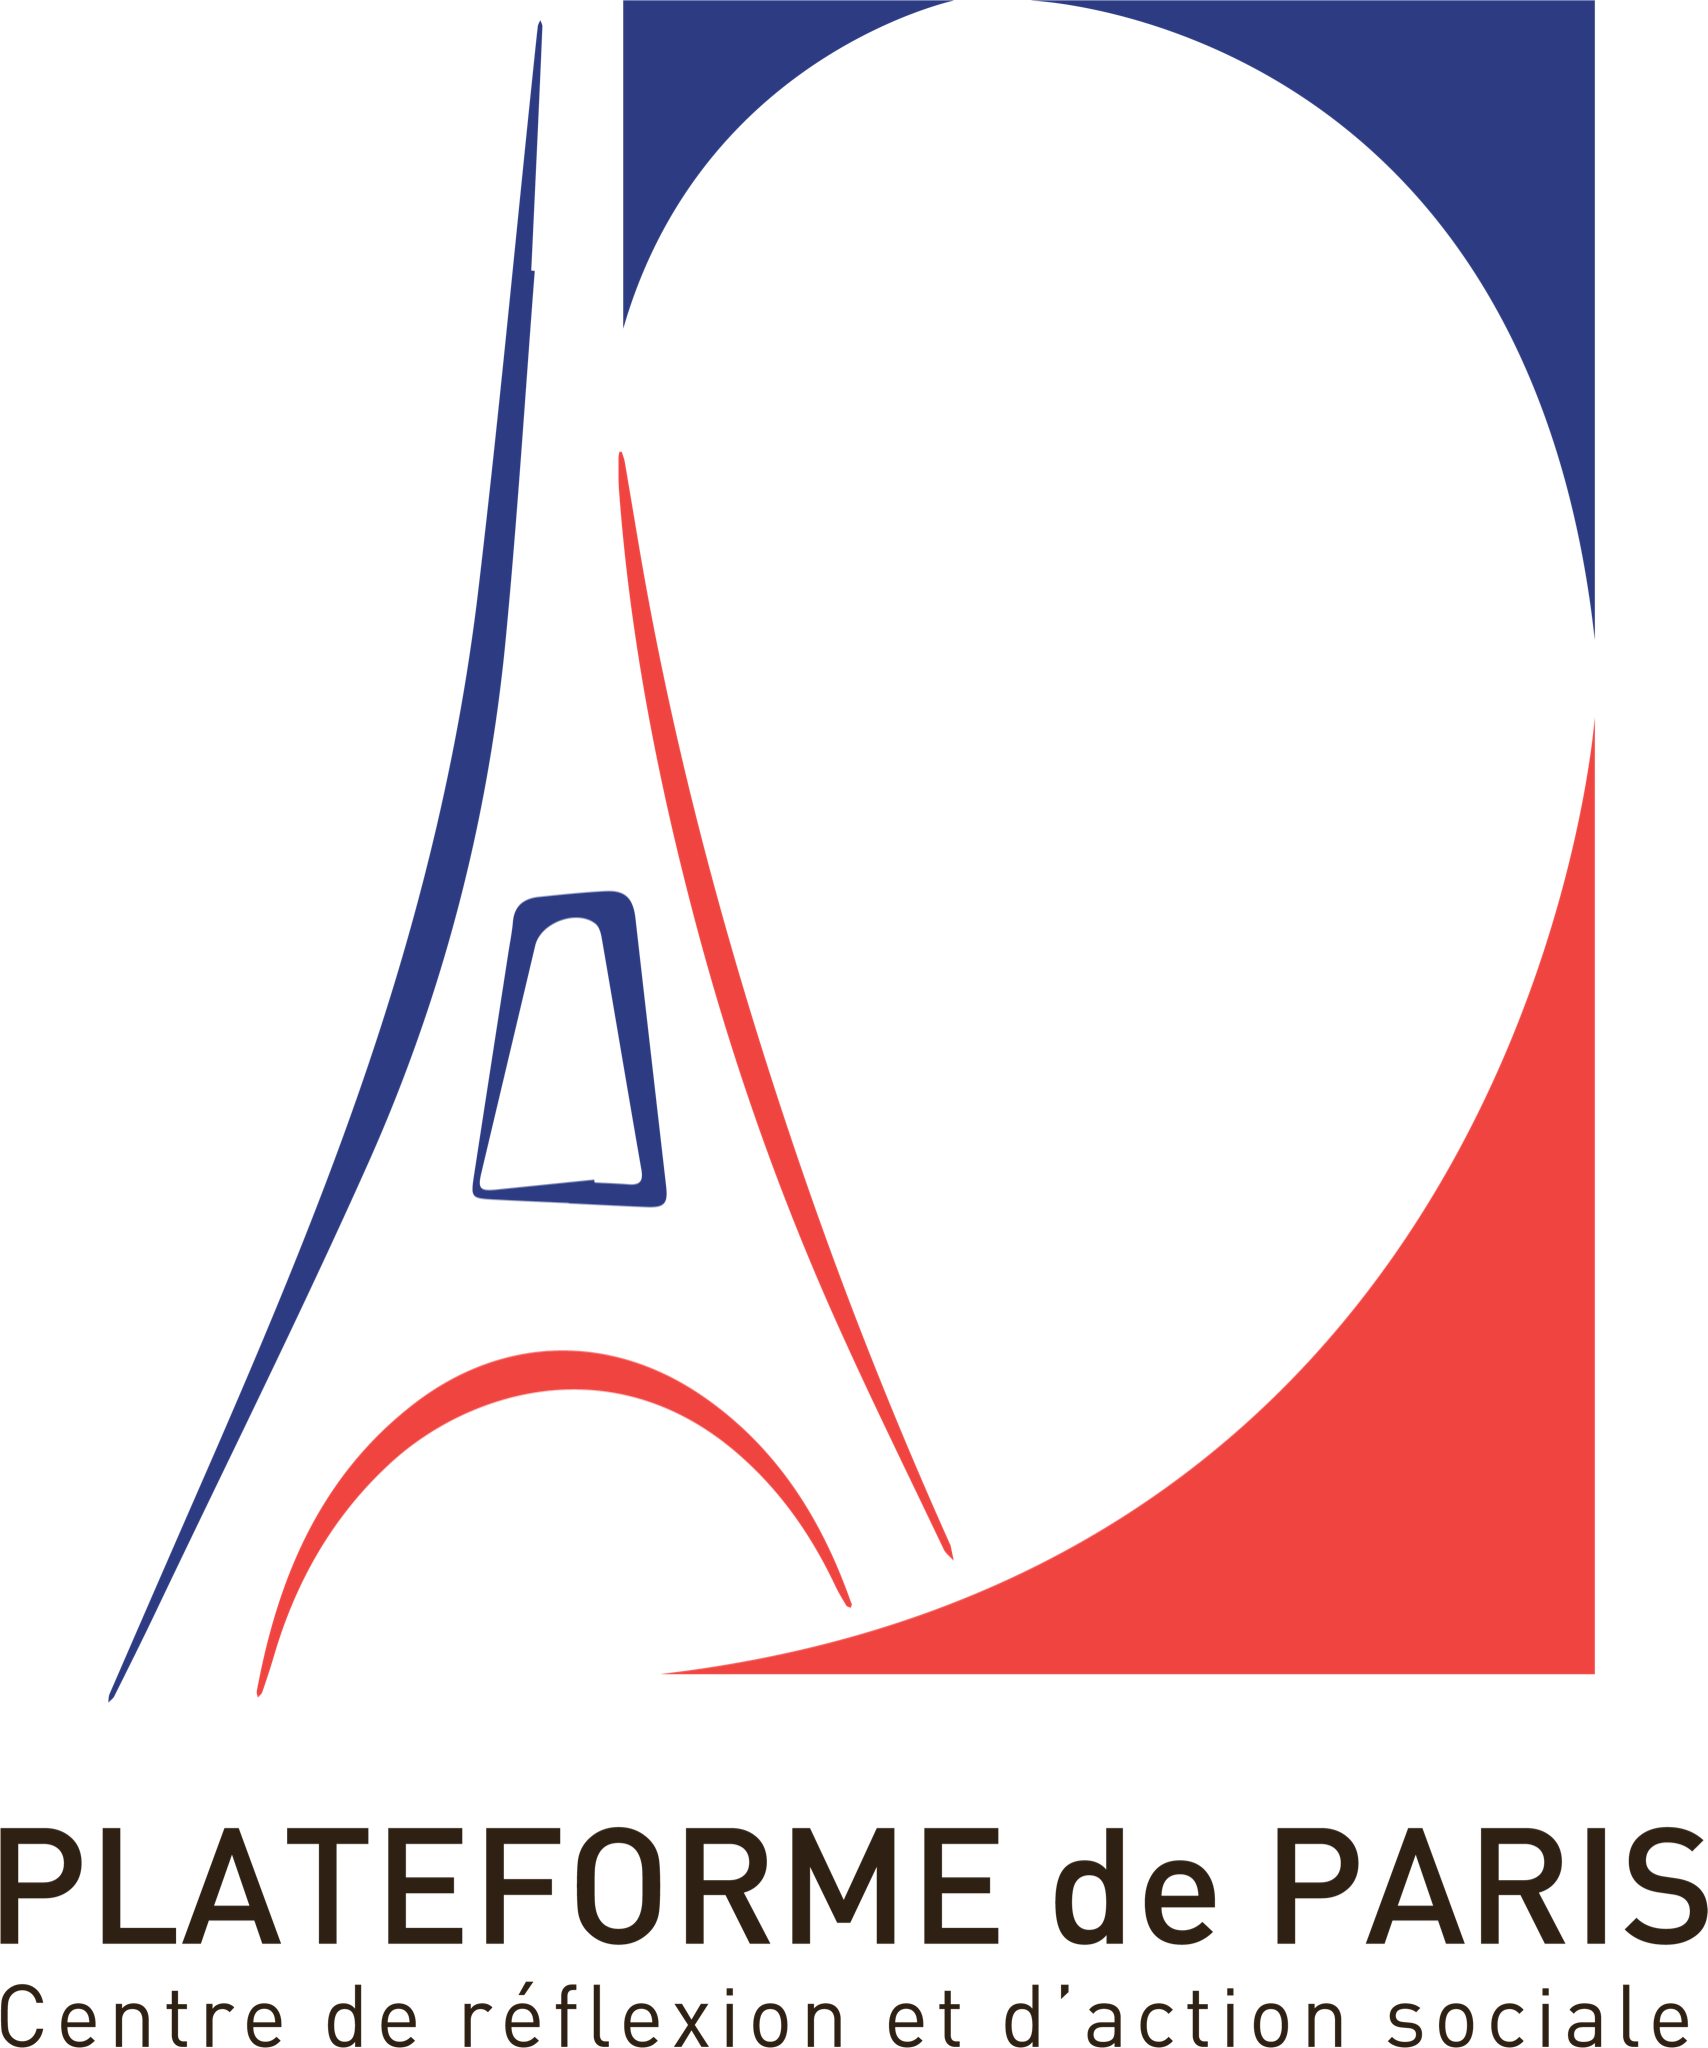 PLATEFORME de PARIS
Centre de réflexion et d'action sociale